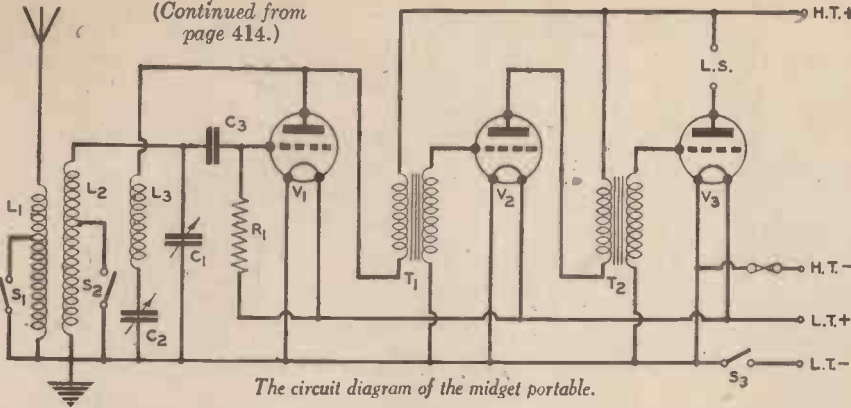 (Continued from
page 414.)
H.T.+
L.S.
C3
L1
L2
L3
V1
V2
V3
R1
C1
S1
S2
T1
T2
H.T.-
C2
L.T.+
L.T.-
S3
The circuit diagram of the midget portable.